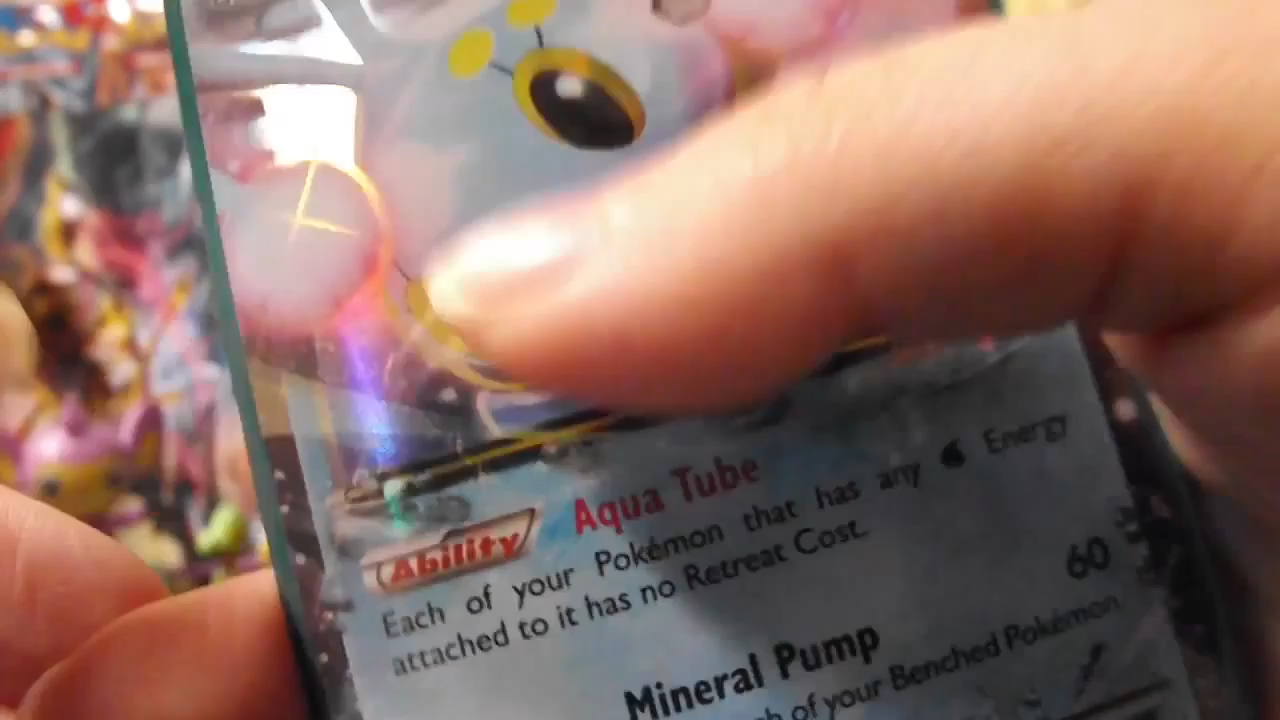 Ability Aqua Tube
Each of your Pokémon that has any Energy
attached to it has no Retreat Cost.
Mineral Pump 60
of your Benched Pokémon